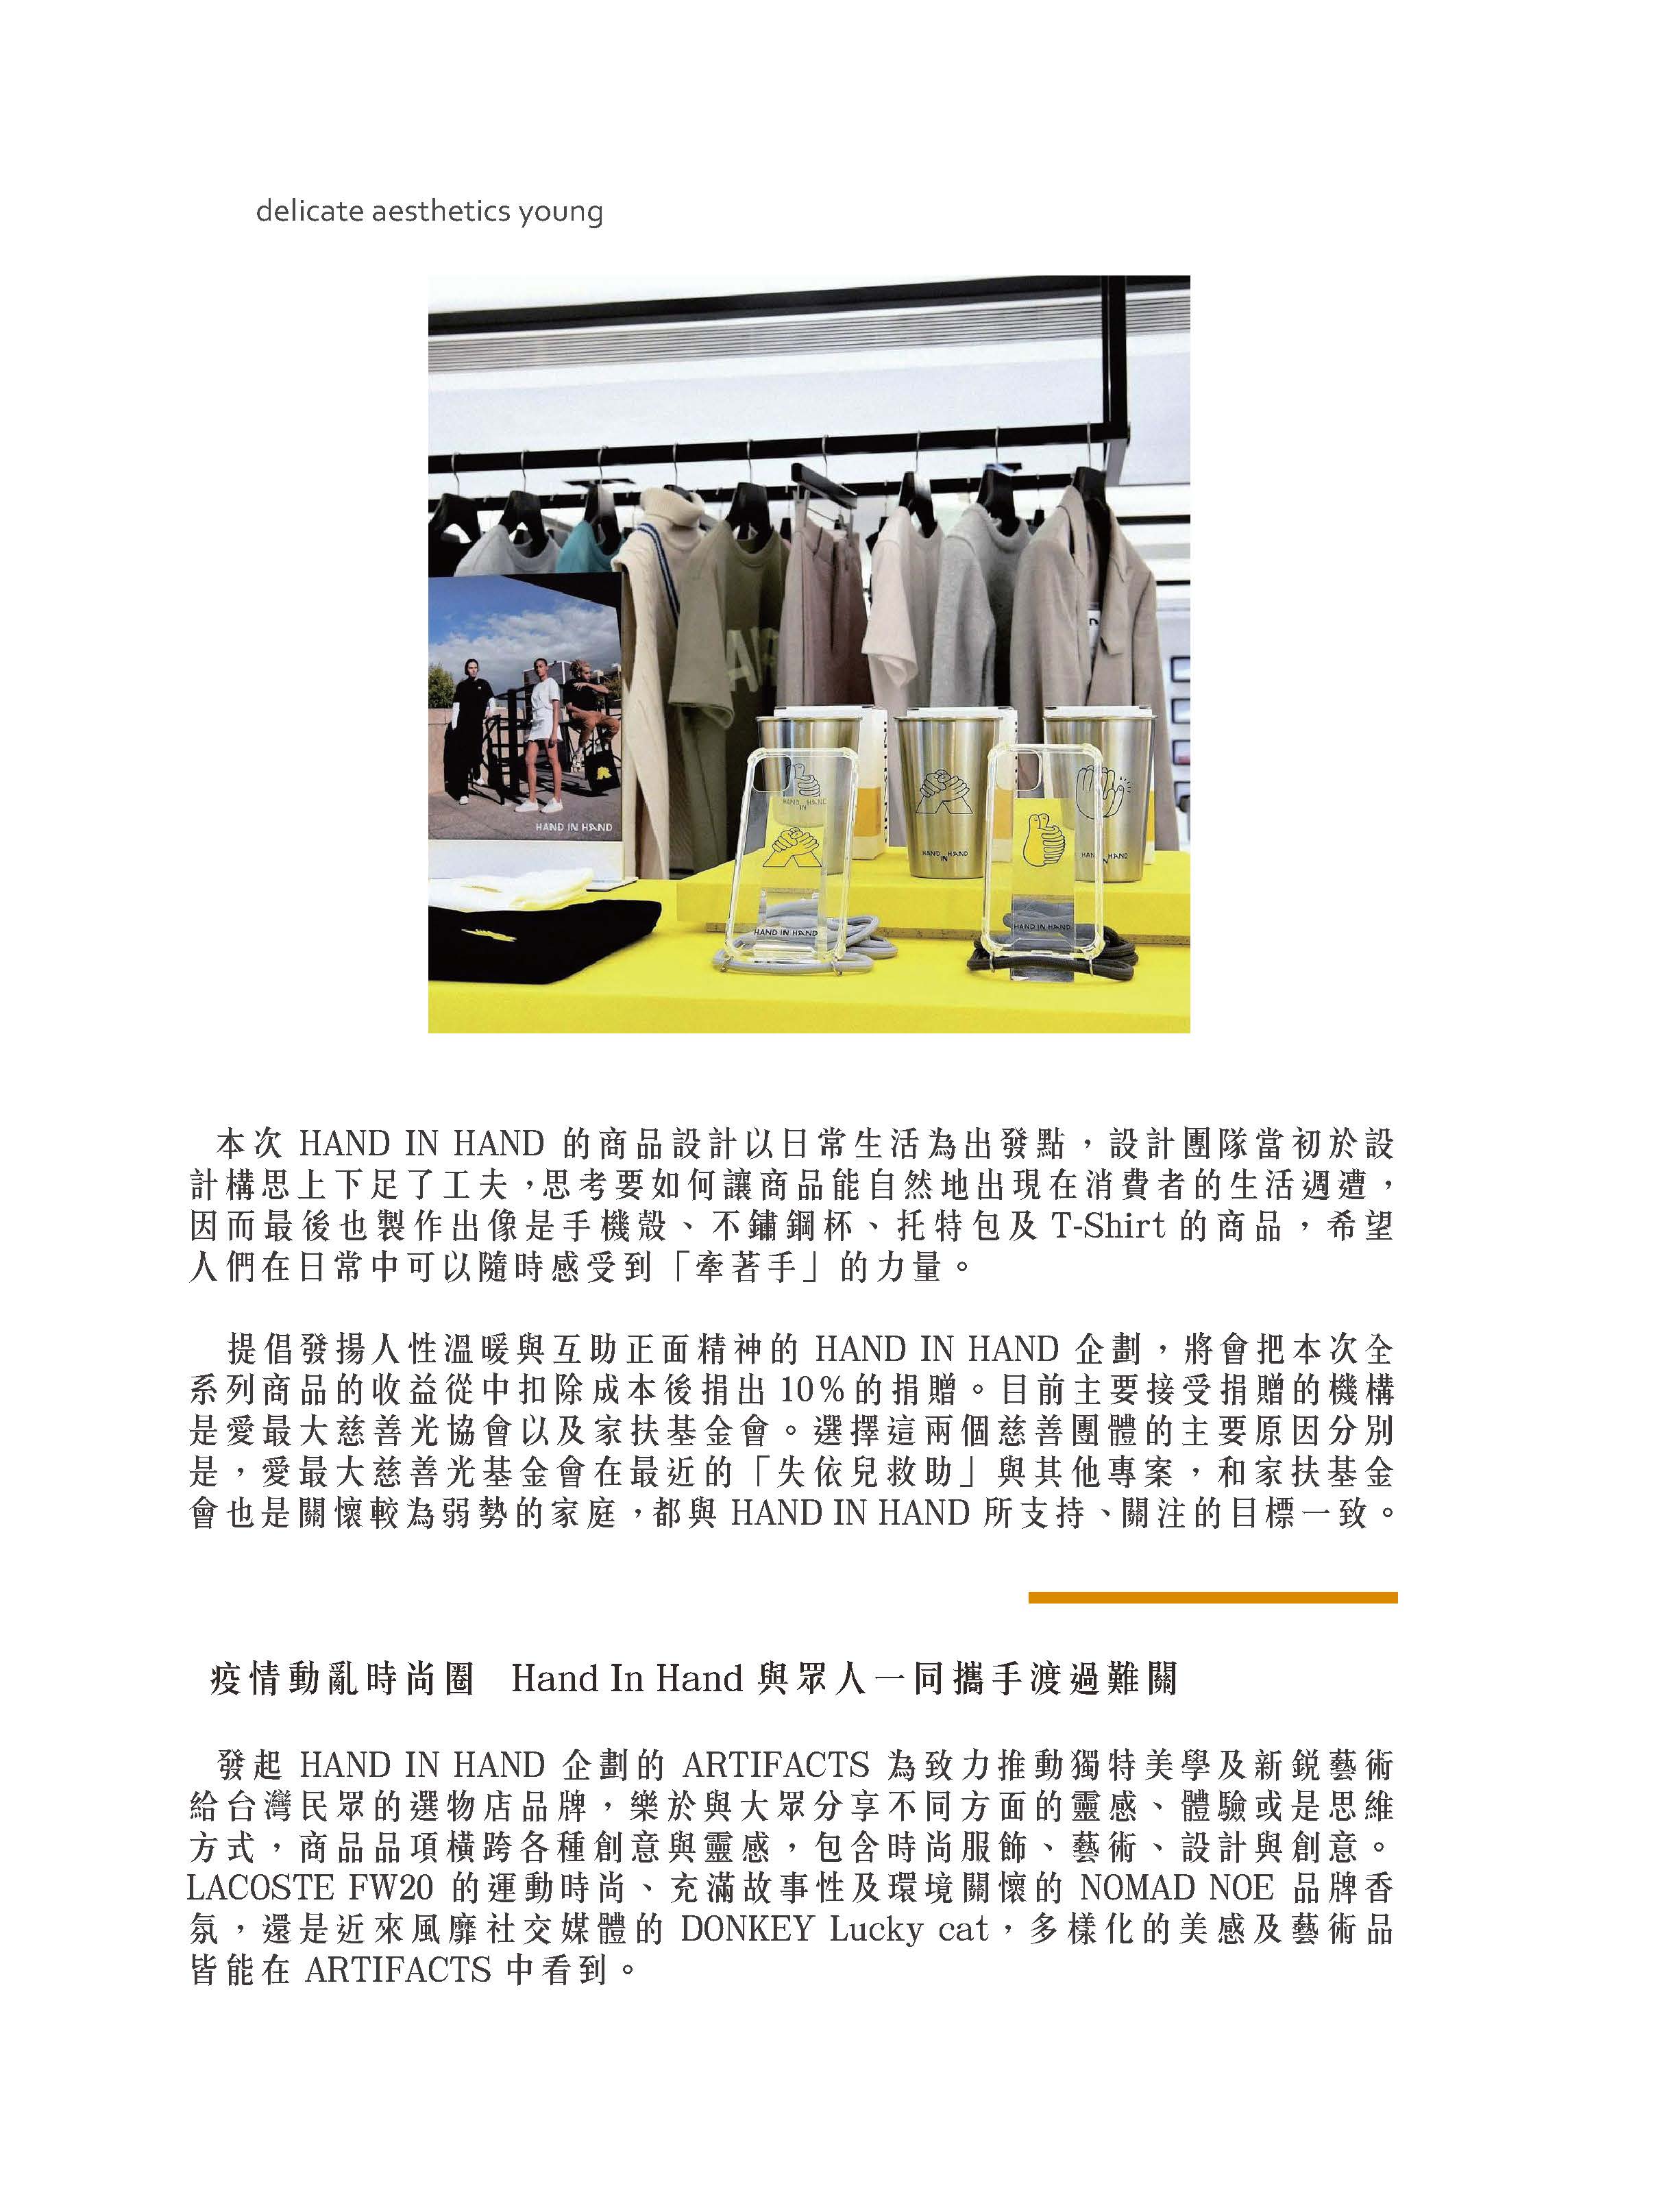 delicate aesthetics young
HAND IN HAND
HAND IN HAND
HAND IN HAND
HAND IN HAND
HAND IN HAND
HAND IN HAND
本次 HAND IN HAND 的商品設計以日常生活為出發點，設計團隊當初於設
計構思上下足了工夫，思考要如何讓商品能自然地出現在消費者的生活週遭，
因而最後也製作出像是手機殼、不鏽鋼杯、托特包及 T-Shirt 的商品，希望
人們在日常中可以隨時感受到「牽著手」的力量。
提倡發揚人性溫暖與互助正面精神的 HAND IN HAND 企劃，將會把本次全
系列商品的收益從中扣除成本後捐出 10%的捐贈。目前主要接受捐贈的機構
是愛最大慈善光協會以及家扶基金會。選擇這兩個慈善團體的主要原因分別
是，愛最大慈善光基金會在最近的「失依兒救助」與其他專案，和家扶基金
會也是關懷較為弱勢的家庭，都與 HAND IN HAND 所支持、關注的目標一致。
疫情動亂時尚圈　Hand In Hand 與眾人一同攜手渡過難關
發起 HAND IN HAND 企劃的 ARTIFACTS 為致力推動獨特美學及新銳藝術
給台灣民眾的選物店品牌，樂於與大眾分享不同方面的靈感、體驗或是思維
方式，商品品項橫跨各種創意與靈感，包含時尚服飾、藝術、設計與創意。
LACOSTE FW20 的運動時尚、充滿故事性及環境關懷的 NOMAD NOE 品牌香
氛，還是近來風靡社交媒體的 DONKEY Lucky cat，多樣化的美感及藝術品
皆能在 ARTIFACTS 中看到。